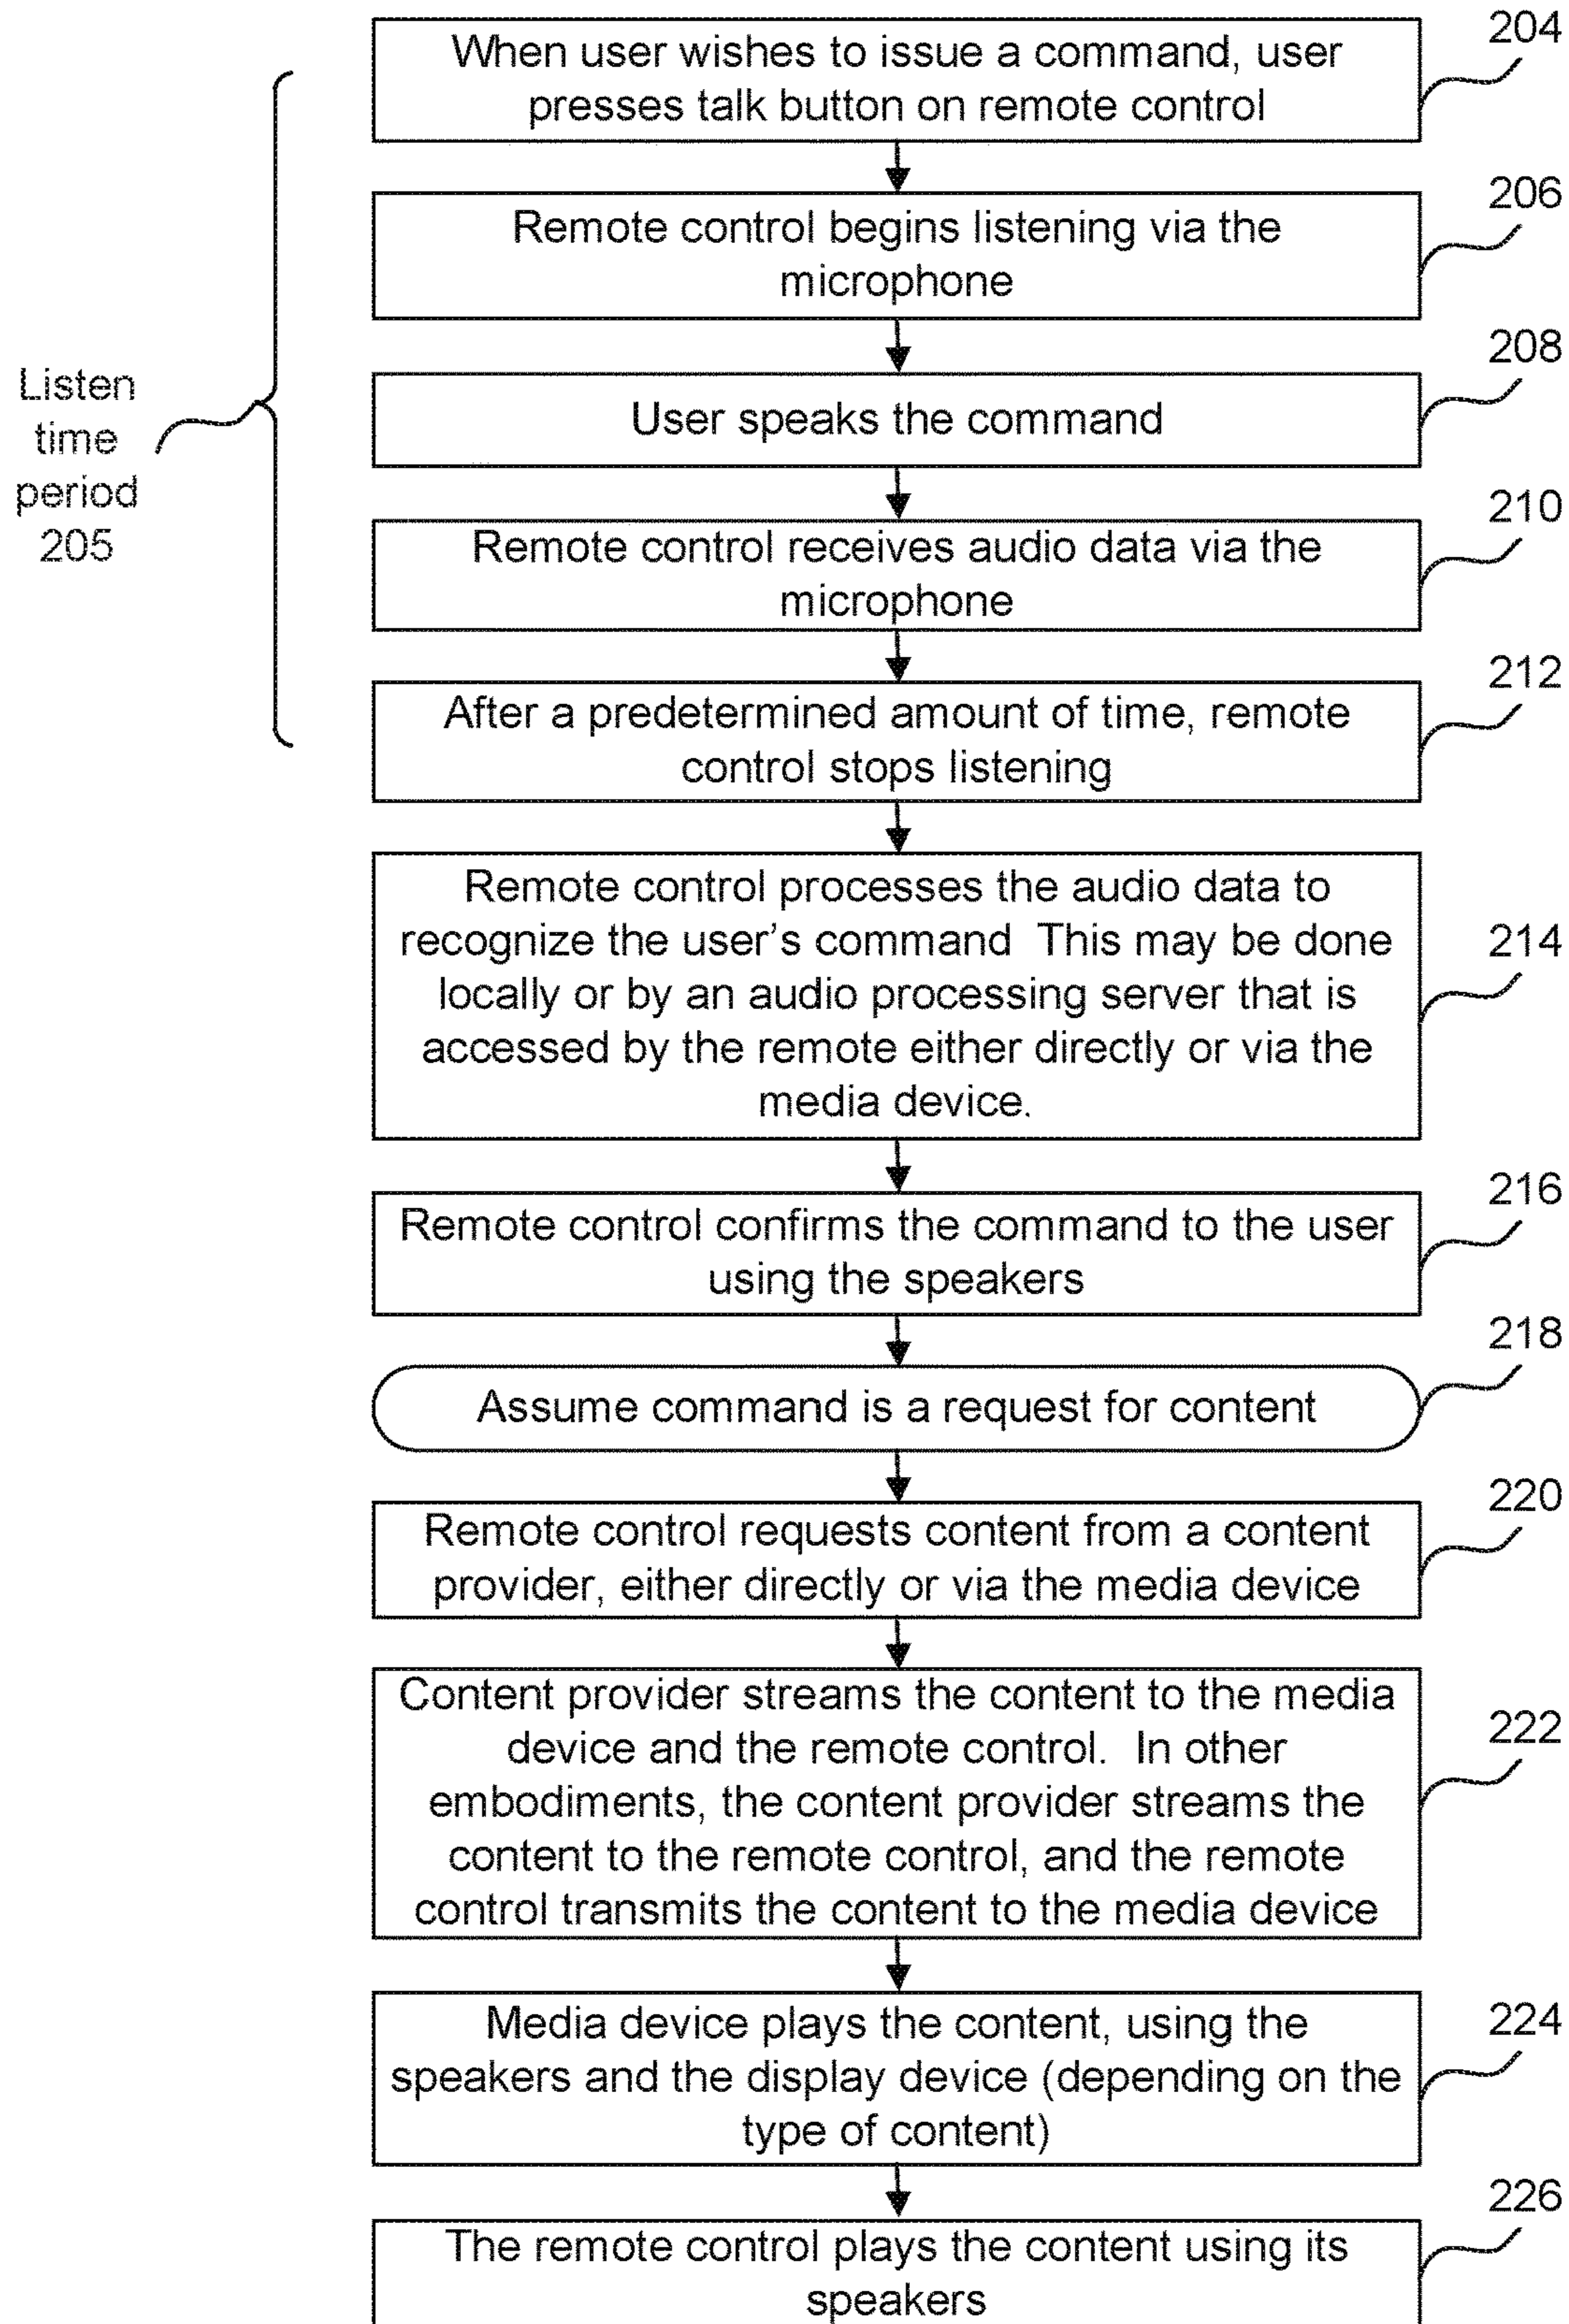 204
When user wishes to issue a command, user
presses talk button on remote control
206
Remote control begins listening via the
microphone
208
User speaks the command
Listen
time
period
205
210
Remote control receives audio data via the
microphone
212
After a predetermined amount of time, remote
control stops listening
214
Remote control processes the audio data to
recognize the user's command  This may be done
locally or by an audio processing server that is
accessed by the remote either directly or via the
media device.
216
Remote control confirms the command to the user
using the speakers
218
Assume command is a request for content
220
Remote control requests content from a content
provider, either directly or via the media device
222
Content provider streams the content to the media
device and the remote control.  In other
embodiments, the content provider streams the
content to the remote control, and the remote
control transmits the content to the media device
224
Media device plays the content, using the
speakers and the display device (depending on the
type of content)
226
The remote control plays the content using its
speakers